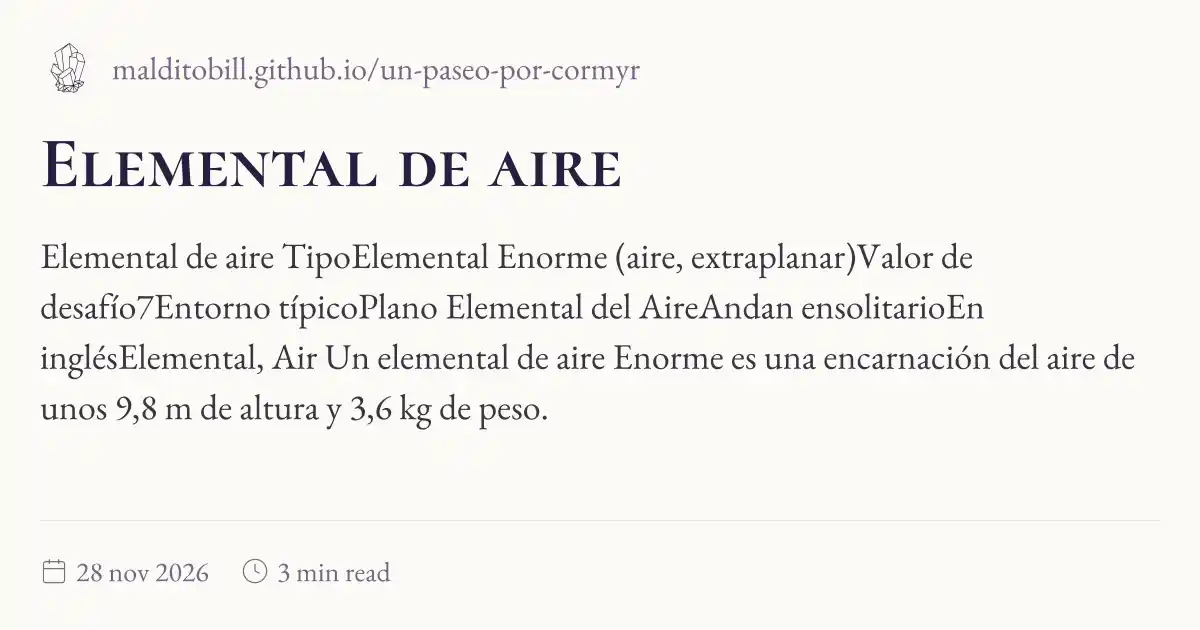 malditobill.github.io/un-paseo-por-cormyr
Elemental de aire
Elemental de aire TipoElemental Enorme (aire, extraplanar)Valor de
desafío7Entorno típicoPlano Elemental del AireAndan ensolitarioEn
inglésElemental, Air Un elemental de aire Enorme es una encarnación del aire de
unos 9,8 m de altura y 3,6 kg de peso.
28 nov 2026 3 min read